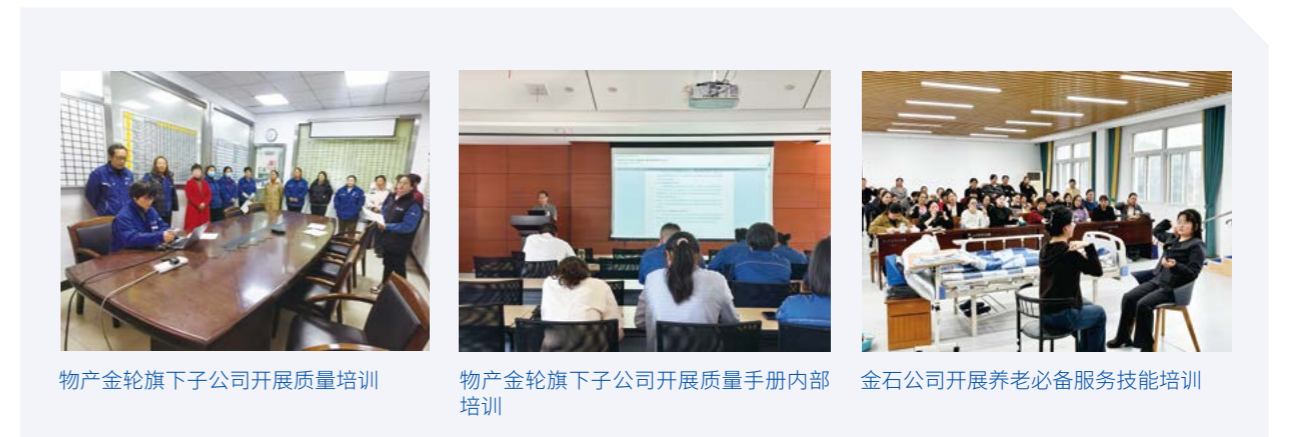 物产金轮旗下子公司开展质量培训
物产金轮旗下子公司开展质量手册内部
培训
金石公司开展养老必备服务技能培训